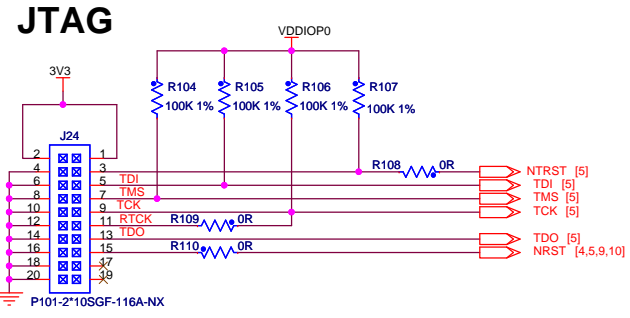 JTAG
VDDIOP0
3V3
R104 R105 R106 R107
100K 1% 100K 1% 100K 1% 100K 1%
J24
2 1
4 3 R108 0R NTRST [5]
6 5 TDI TDI [5]
8 7 TMS TMS [5]
10 9 TCK TCK [5]
12 11 RTCK R109 0R
14 13 TDO TDO [5]
16 15 R110 0R NRST [4,5,9,10]
18 17
20 19
P101-2*10SGF-116A-NX